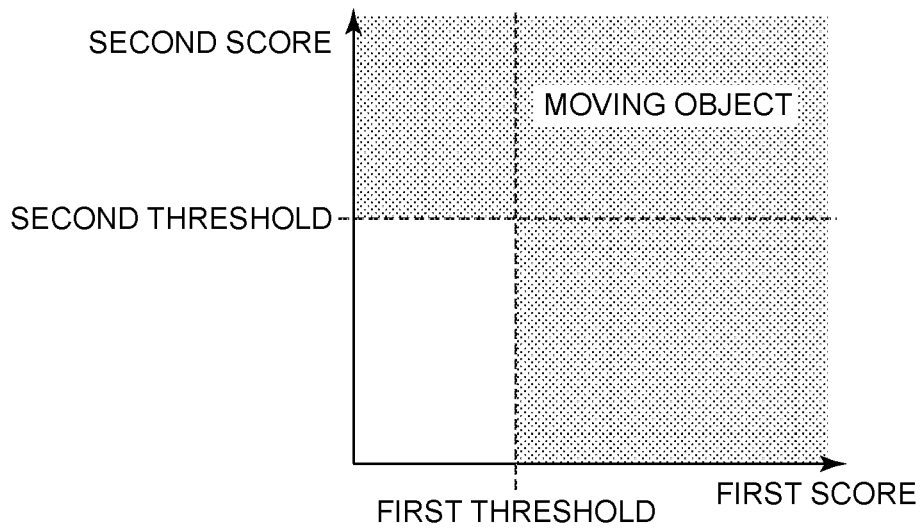 SECOND SCORE
MOVING OBJECT
SECOND THRESHOLD
FIRST THRESHOLD
FIRST SCORE